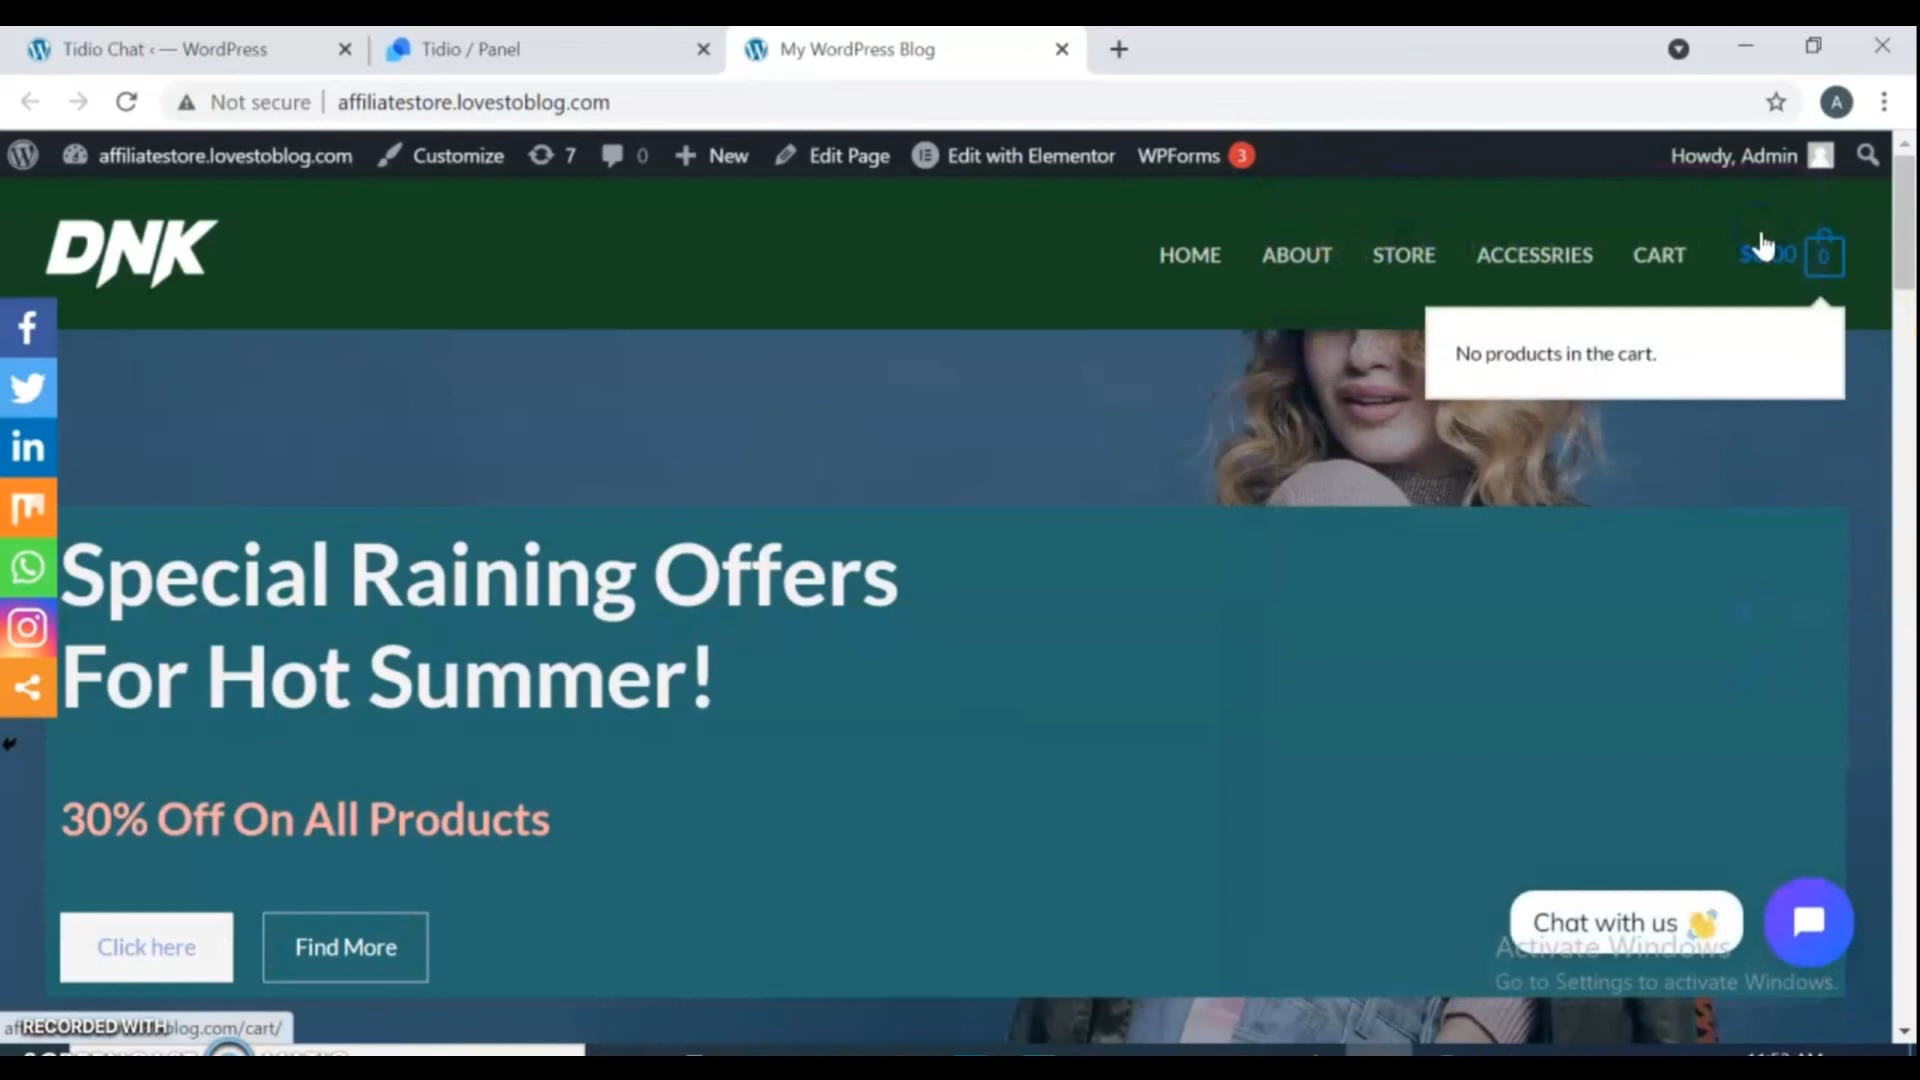 Tidio Chat ‹ — WordPress
Tidio / Panel
My WordPress Blog
Not secure
affiliatestore.lovestoblog.com
affiliatestore.lovestoblog.com
Customize
7
0
New
Edit Page
Edit with Elementor
WPForms 3
Howdy, Admin
DNK
HOME
ABOUT
STORE
ACCESSRIES
CART
0
No products in the cart.
Special Raining Offers
For Hot Summer!
30% Off On All Products
Click here
Find More
Chat with us 👋
Activate Windows
Go to Settings to activate Windows.
RECORDED WITH
blog.com/cart/